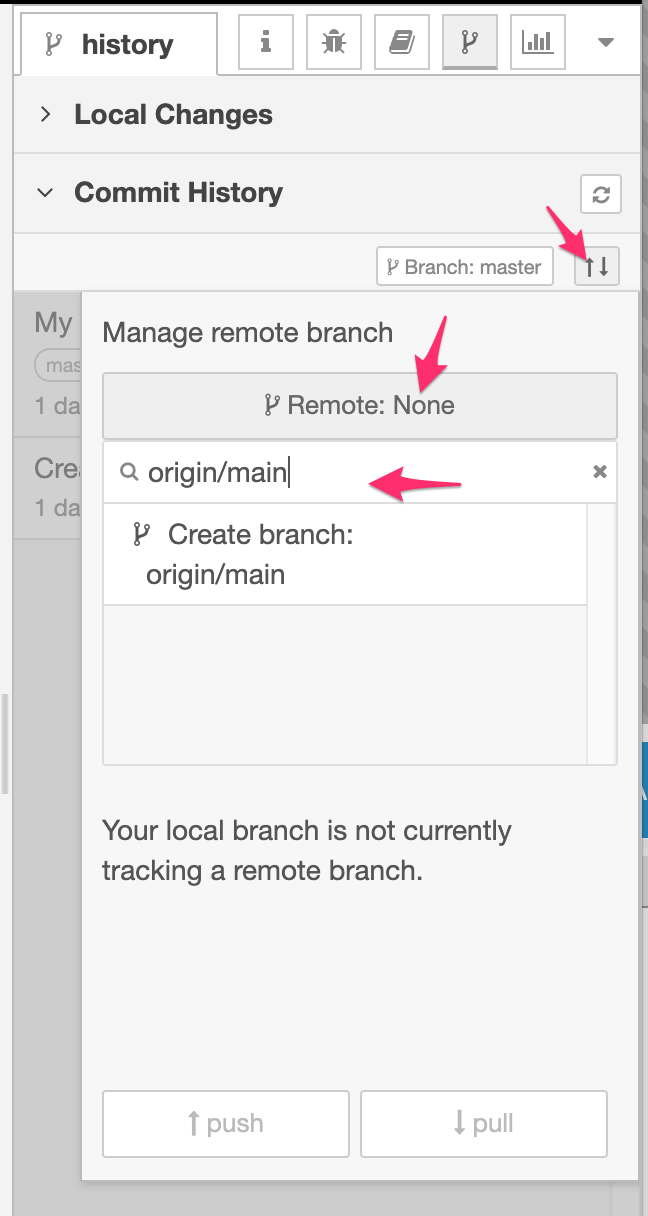 history
Local Changes
Commit History
Branch: master
My
mas
1 da
Manage remote branch
Remote: None
Crea
1 da
origin/main
Create branch:
origin/main
Your local branch is not currently
tracking a remote branch.
push
pull